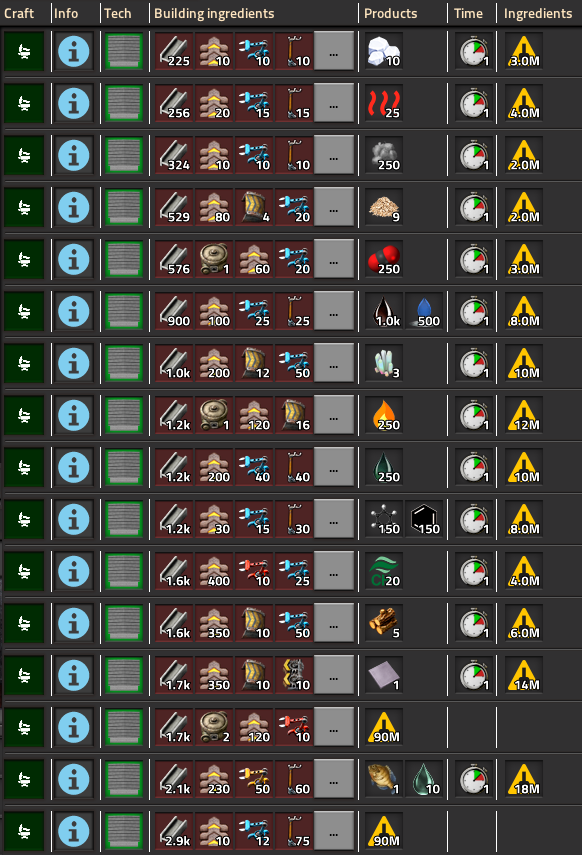 Craft Info Tech Building ingredients Products Time Ingredients
225 10 10 10 ... 10 1 3.0M
256 20 15 15 ... 25 1 4.0M
324 10 10 10 ... 250 1 2.0M
529 80 4 20 ... 9 1 2.0M
576 1 60 20 ... 250 1 3.0M
900 100 25 25 ... 1.0k 500 1 8.0M
1.0k 200 12 50 ... 3 1 10M
1.2k 1 120 16 ... 250 1 12M
1.2k 200 40 40 ... 250 1 10M
1.2k 30 15 30 ... 150 150 1 8.0M
1.6k 400 10 25 ... Cl 20 1 4.0M
1.6k 350 10 50 ... 5 1 6.0M
1.7k 350 10 10 ... 1 1 14M
1.7k 2 120 10 ... 90M
2.1k 230 50 60 ... 1 10 1 18M
2.9k 10 12 75 ... 90M